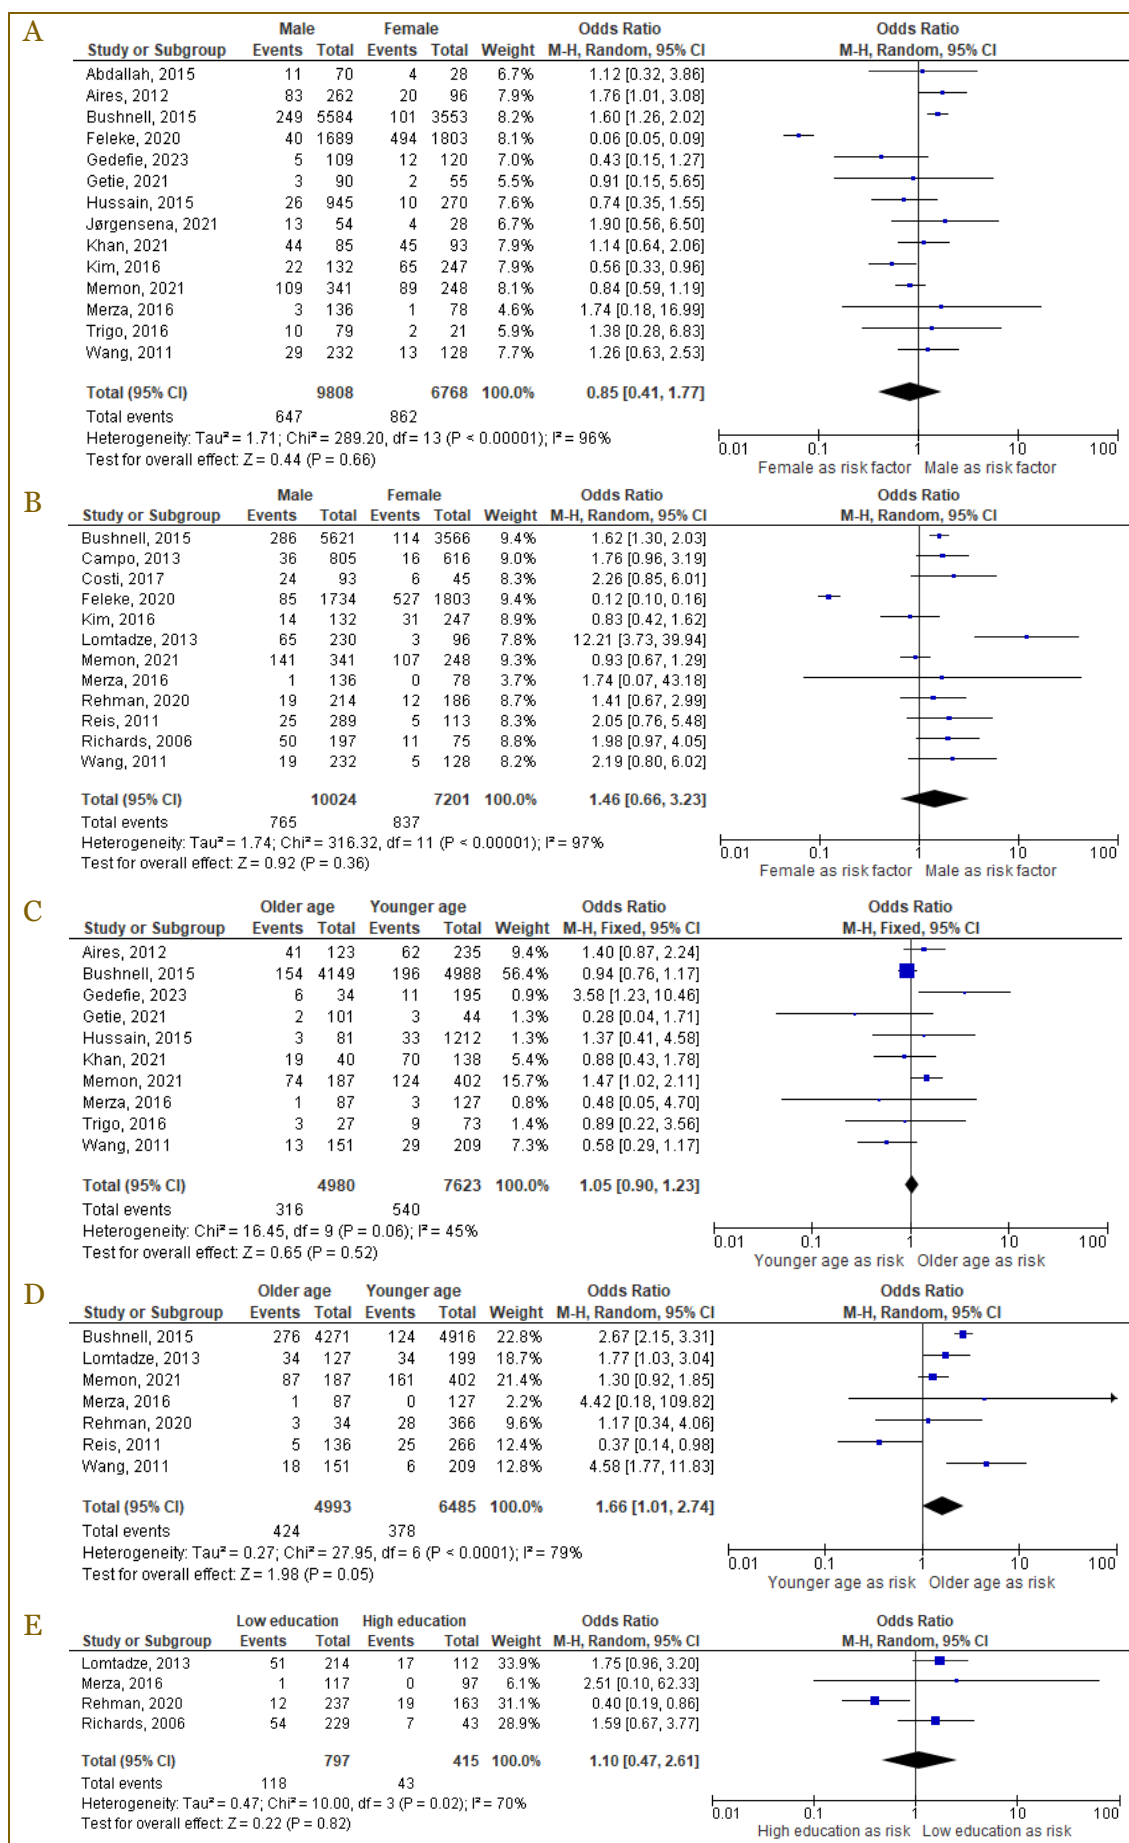 A
Male Female Odds Ratio Odds Ratio
Study or Subgroup Events Total Events Total Weight M-H, Random, 95% CI M-H, Random, 95% CI
Abdallah, 2015 11 70 4 28 6.7% 1.12 [0.32, 3.86]
Aires, 2012 83 262 20 96 7.9% 1.76 [1.01, 3.08]
Bushnell, 2015 249 5584 101 3553 8.2% 1.60 [1.26, 2.02]
Feleke, 2020 40 1689 494 1803 8.1% 0.06 [0.05, 0.09]
Gedefie, 2023 5 109 12 120 7.0% 0.43 [0.15, 1.27]
Getie, 2021 3 90 2 55 5.5% 0.91 [0.15, 5.65]
Hussain, 2015 26 945 10 270 7.6% 0.74 [0.35, 1.55]
Jørgensena, 2021 13 54 4 28 6.8% 1.90 [0.56, 6.50]
Khan, 2021 44 85 45 93 7.9% 1.14 [0.64, 2.06]
Kim, 2016 22 132 65 247 7.9% 0.56 [0.33, 0.96]
Memon, 2021 109 341 89 248 8.1% 0.84 [0.59, 1.19]
Merza, 2016 3 136 1 78 4.6% 1.74 [0.18, 16.99]
Trigo, 2016 10 79 2 21 5.9% 1.38 [0.28, 6.83]
Wang, 2011 29 232 13 128 7.7% 1.26 [0.63, 2.53]
Total (95% CI) 9808 6768 100.0% 0.85 [0.41, 1.77]
Total events 647 862
Heterogeneity: Tau² = 1.71; Chi² = 289.20, df = 13 (P < 0.00001); I² = 96%
Test for overall effect: Z = 0.44 (P = 0.66)
0.01 0.1 1 10 100
Female as risk factor Male as risk factor
B
Male Female Odds Ratio Odds Ratio
Study or Subgroup Events Total Events Total Weight M-H, Random, 95% CI M-H, Random, 95% CI
Bushnell, 2015 286 5621 114 3566 9.4% 1.62 [1.30, 2.03]
Campo, 2013 36 805 16 616 9.0% 1.76 [0.96, 3.19]
Costi, 2017 24 93 6 45 8.3% 2.26 [0.85, 6.01]
Feleke, 2020 85 1734 527 1803 9.4% 0.12 [0.10, 0.16]
Kim, 2016 14 132 31 247 8.9% 0.83 [0.42, 1.62]
Lomtadze, 2013 65 230 3 96 7.8% 12.21 [3.73, 39.94]
Memon, 2021 141 341 107 248 9.3% 0.93 [0.67, 1.29]
Merza, 2016 1 136 0 78 3.7% 1.74 [0.07, 43.18]
Rehman, 2020 19 214 12 186 8.8% 1.41 [0.67, 2.99]
Reis, 2011 25 289 5 113 8.3% 2.05 [0.76, 5.48]
Richards, 2006 50 197 11 75 8.8% 1.98 [0.97, 4.05]
Wang, 2011 19 232 5 128 8.2% 2.19 [0.80, 6.02]
Total (95% CI) 10024 7201 100.0% 1.46 [0.66, 3.23]
Total events 765 837
Heterogeneity: Tau² = 1.74; Chi² = 316.32, df = 11 (P < 0.00001); I² = 97%
Test for overall effect: Z = 0.92 (P = 0.36)
0.01 0.1 1 10 100
Female as risk factor Male as risk factor
C
Older age Younger age Odds Ratio Odds Ratio
Study or Subgroup Events Total Events Total Weight M-H, Fixed, 95% CI M-H, Fixed, 95% CI
Aires, 2012 41 123 62 235 9.4% 1.40 [0.87, 2.24]
Bushnell, 2015 154 4149 196 4988 56.4% 0.94 [0.76, 1.17]
Gedefie, 2023 6 34 11 195 0.9% 3.58 [1.23, 10.46]
Getie, 2021 2 101 3 44 1.3% 0.28 [0.04, 1.71]
Hussain, 2015 3 81 33 1212 1.3% 1.37 [0.41, 4.58]
Khan, 2021 19 40 70 138 5.4% 0.88 [0.43, 1.78]
Memon, 2021 74 187 124 402 15.7% 1.47 [1.02, 2.11]
Merza, 2016 1 87 3 127 0.8% 0.48 [0.05, 4.70]
Trigo, 2016 3 27 9 73 1.4% 0.89 [0.22, 3.56]
Wang, 2011 13 151 29 209 7.3% 0.58 [0.29, 1.17]
Total (95% CI) 4980 7623 100.0% 1.05 [0.90, 1.23]
Total events 316 540
Heterogeneity: Chi² = 16.45, df = 9 (P = 0.06); I² = 45%
Test for overall effect: Z = 0.65 (P = 0.52)
0.01 0.1 1 10 100
Younger age as risk Older age as risk
D
Older age Younger age Odds Ratio Odds Ratio
Study or Subgroup Events Total Events Total Weight M-H, Random, 95% CI M-H, Random, 95% CI
Bushnell, 2015 276 4271 124 4916 22.8% 2.67 [2.15, 3.31]
Lomtadze, 2013 34 127 34 199 18.7% 1.77 [1.03, 3.04]
Memon, 2021 87 187 161 402 21.4% 1.30 [0.92, 1.85]
Merza, 2016 1 87 0 127 2.2% 4.42 [0.18, 109.82]
Rehman, 2020 3 34 28 366 9.6% 1.17 [0.34, 4.06]
Reis, 2011 5 136 25 266 12.4% 0.37 [0.14, 0.98]
Wang, 2011 18 151 6 209 12.8% 4.58 [1.77, 11.83]
Total (95% CI) 4993 6485 100.0% 1.66 [1.01, 2.74]
Total events 424 378
Heterogeneity: Tau² = 0.27; Chi² = 27.95, df = 6 (P < 0.0001); I² = 79%
Test for overall effect: Z = 1.98 (P = 0.05)
0.01 0.1 1 10 100
Younger age as risk Older age as risk
E
Low education High education Odds Ratio Odds Ratio
Study or Subgroup Events Total Events Total Weight M-H, Random, 95% CI M-H, Random, 95% CI
Lomtadze, 2013 51 214 17 112 33.9% 1.75 [0.96, 3.20]
Merza, 2016 1 117 0 97 6.1% 2.51 [0.10, 62.33]
Rehman, 2020 12 237 19 163 31.1% 0.40 [0.19, 0.86]
Richards, 2006 54 229 7 43 28.9% 1.59 [0.67, 3.77]
Total (95% CI) 797 415 100.0% 1.10 [0.47, 2.61]
Total events 118 43
Heterogeneity: Tau² = 0.47; Chi² = 10.00, df = 3 (P = 0.02); I² = 70%
Test for overall effect: Z = 0.22 (P = 0.82)
0.01 0.1 1 10 100
High education as risk Low education as risk